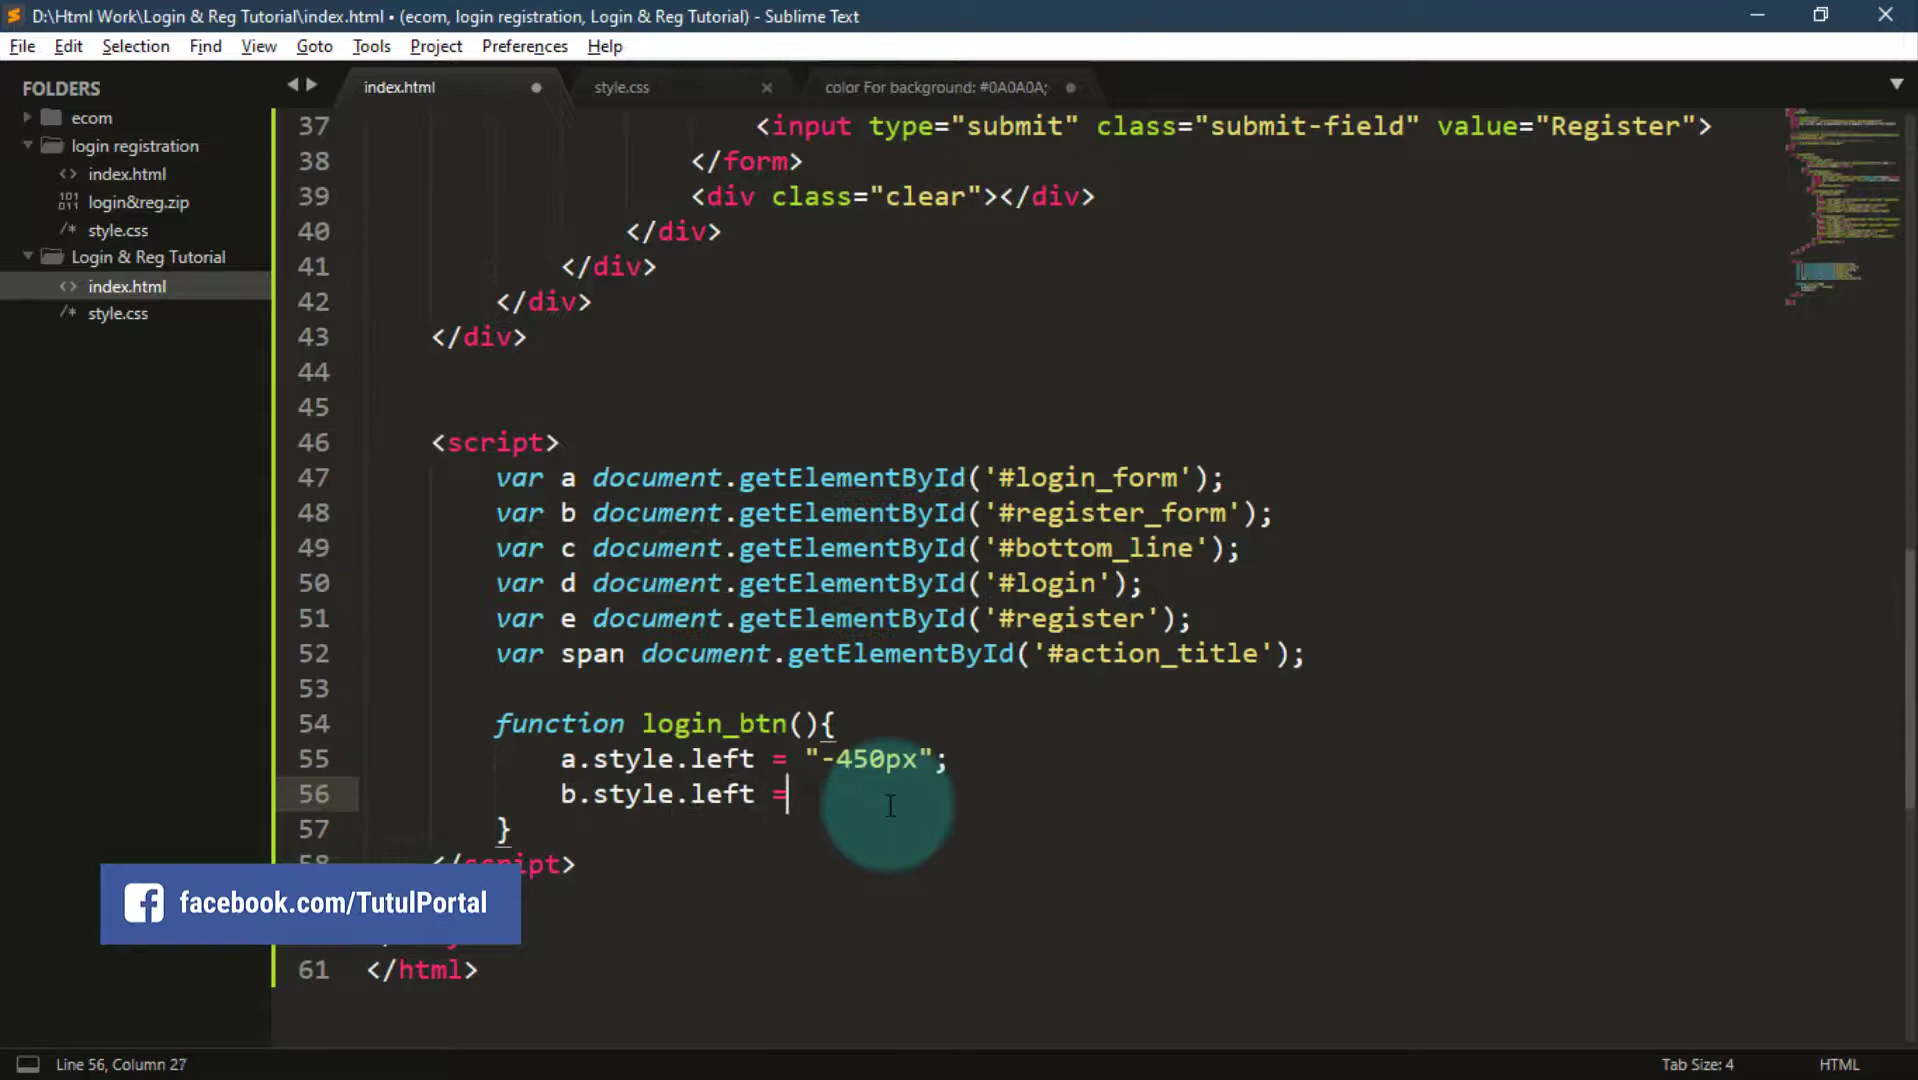 D:\Html Work\Login & Reg Tutorial\index.html • (ecom, login registration, Login & Reg Tutorial) - Sublime Text
File Edit Selection Find View Goto Tools Project Preferences Help
FOLDERS
ecom
login registration
index.html
login&reg.zip
style.css
Login & Reg Tutorial
index.html
style.css
index.html style.css color For background: #0A0A0A;
37 <input type="submit" class="submit-field" value="Register">
38 </form>
39 <div class="clear"></div>
40 </div>
41 </div>
42 </div>
43 </div>
44
45
46 <script>
47 var a document.getElementById('#login_form');
48 var b document.getElementById('#register_form');
49 var c document.getElementById('#bottom_line');
50 var d document.getElementById('#login');
51 var e document.getElementById('#register');
52 var span document.getElementById('#action_title');
53
54 function login_btn(){
55 a.style.left = "-450px";
56 b.style.left =
57 }
58 </script>
facebook.com/TutulPortal
61 </html>
Line 56, Column 27
Tab Size: 4
HTML